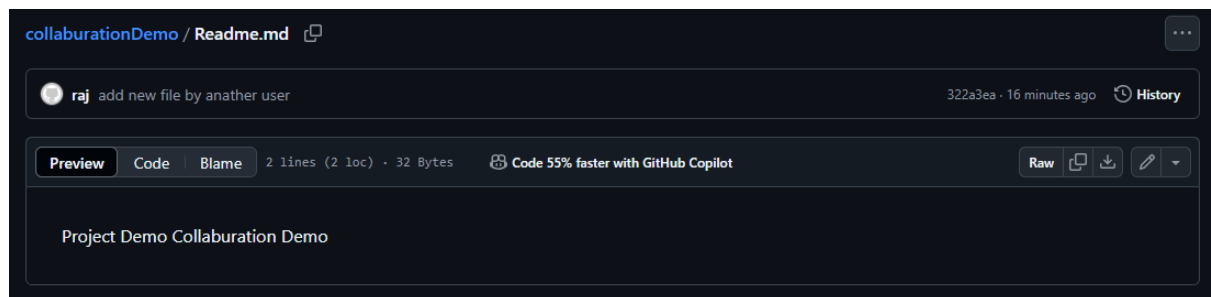 collaburationDemo / Readme.md
raj add new file by anather user 322a3ea · 16 minutes ago History
Preview Code Blame 2 lines (2 loc) · 32 Bytes Code 55% faster with GitHub Copilot Raw
Project Demo Collaburation Demo